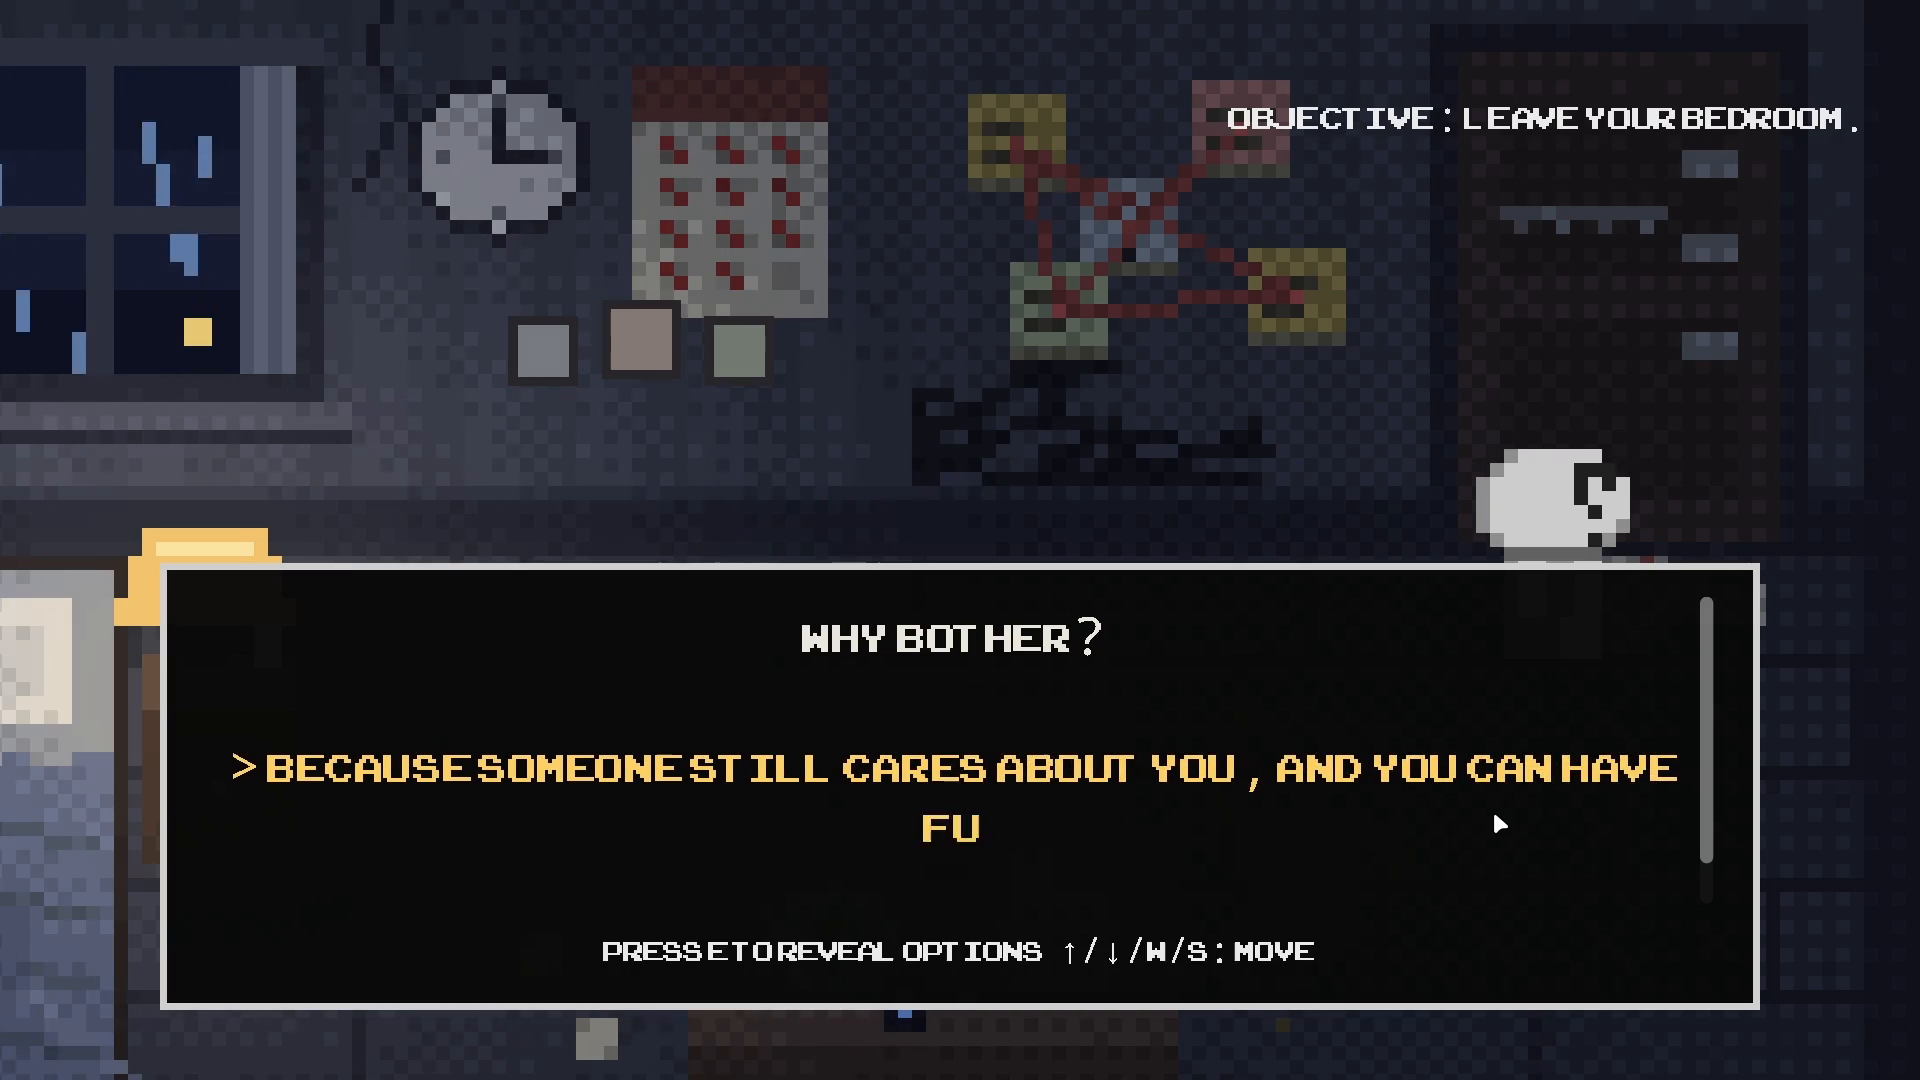 OBJECTIVE: LEAVE YOUR BEDROOM.
WHY BOTHER?
> BECAUSE SOMEONE STILL CARES ABOUT YOU, AND YOU CAN HAVE
FU
PRESS E TO REVEAL OPTIONS ↑/↓/W/S: MOVE